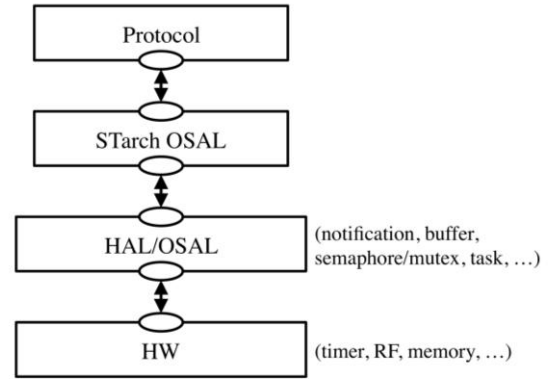 Protocol
STarch OSAL
HAL/OSAL
(notification, buffer,
semaphore/mutex, task, …)
HW
(timer, RF, memory, …)